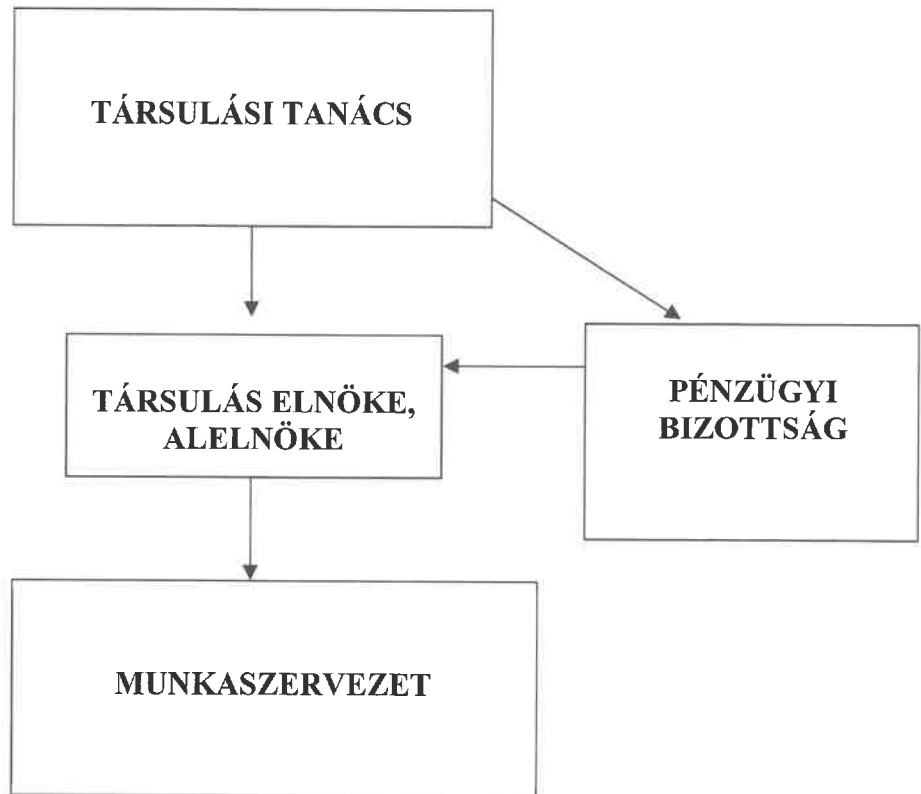 TÁRSULÁSI TANÁCS
TÁRSULÁS ELNÖKE,
ALELNÖKE
PÉNZÜGYI
BIZOTTSÁG
MUNKASZERVEZET